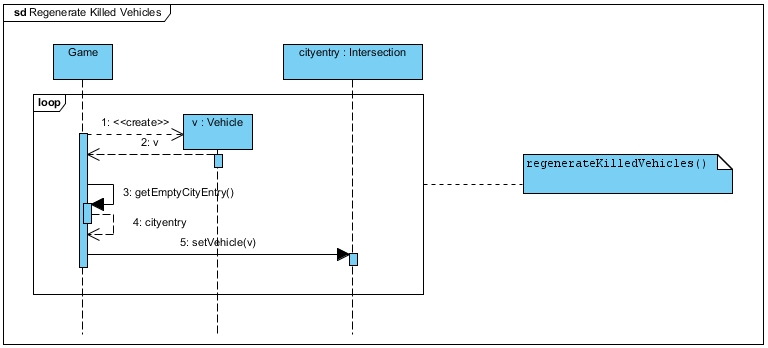 sd Regenerate Killed Vehicles
Game
cityentry : Intersection
loop
1: <<create>>
v : Vehicle
2: v
regenerateKilledVehicles()
3: getEmptyCityEntry()
4: cityentry
5: setVehicle(v)